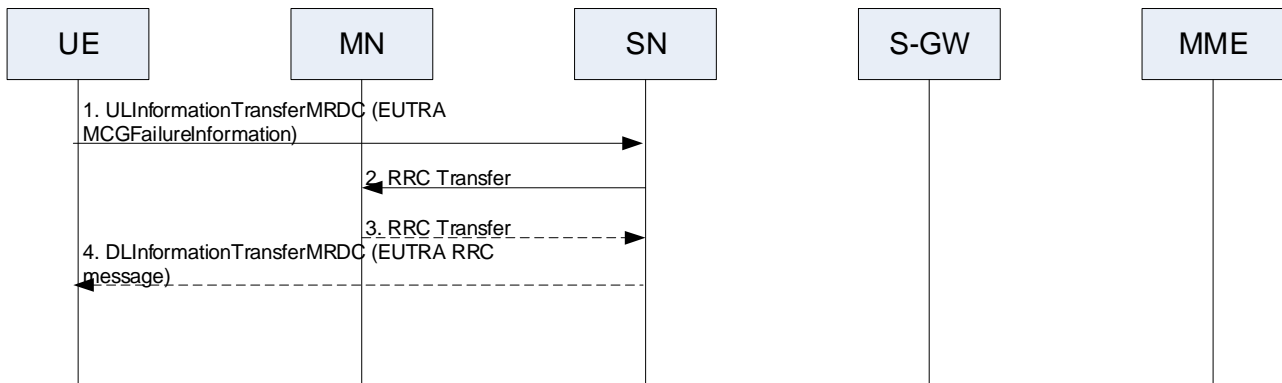 UE
MN
SN
S-GW
MME
1. ULInformationTransferMRDC (EUTRA
MCGFailureInformation)
2. RRC Transfer
3. RRC Transfer
4. DLInformationTransferMRDC (EUTRA RRC
message)